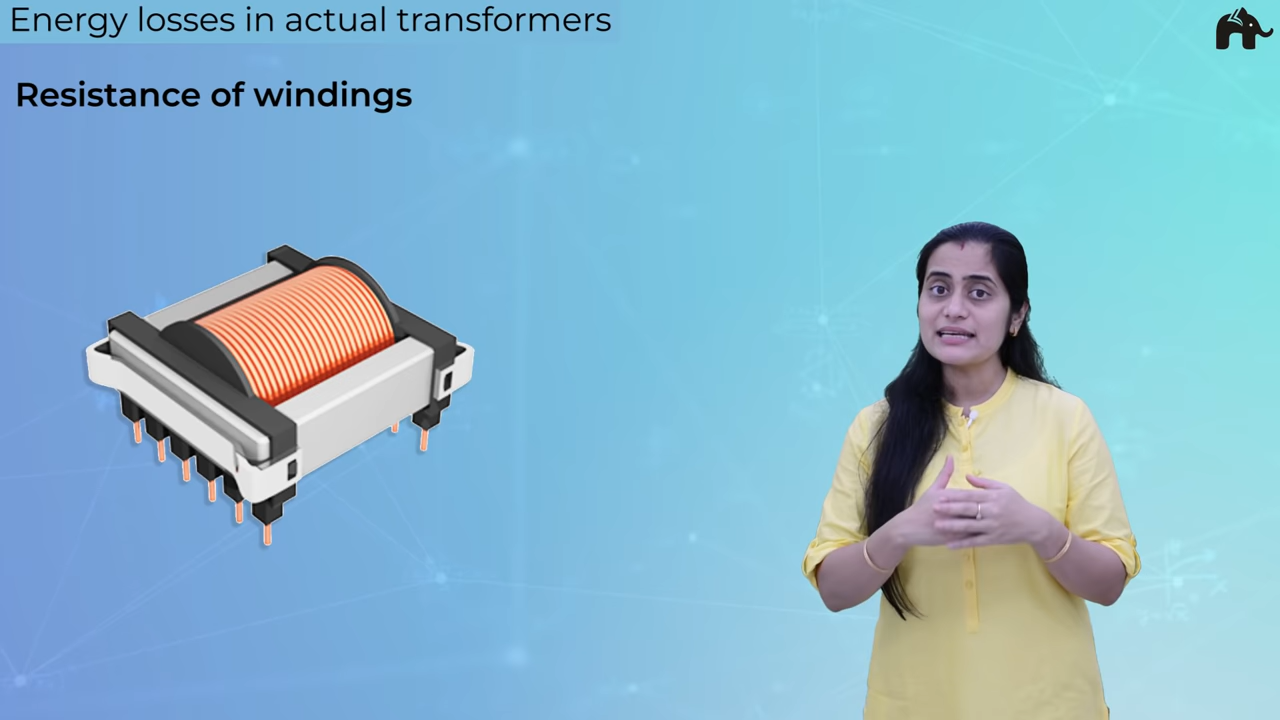 Energy losses in actual transformers
Resistance of windings